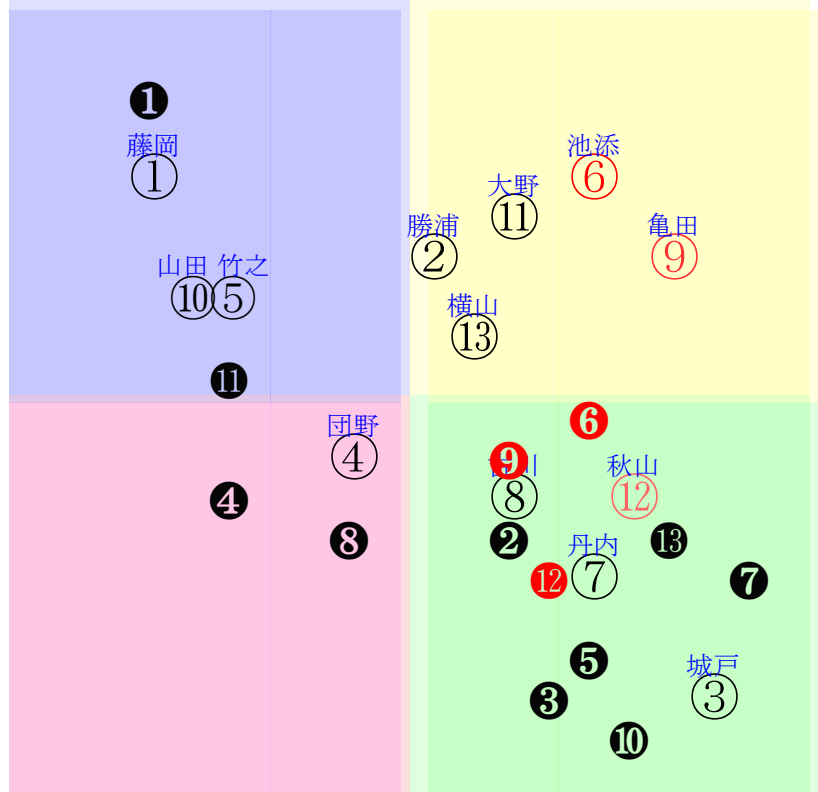 ❶
藤岡
①
池添
⑥
大野
⑪
勝浦
②
亀田
⑨
山田 竹之
⑩⑤
横山
⑬
⓫
❻
団野
④
❾
川
⑧
秋山
⑫
❹
❽
❷
丹内
⑦
⓭
⓬
❼
❺
城戸
③
❸
❿